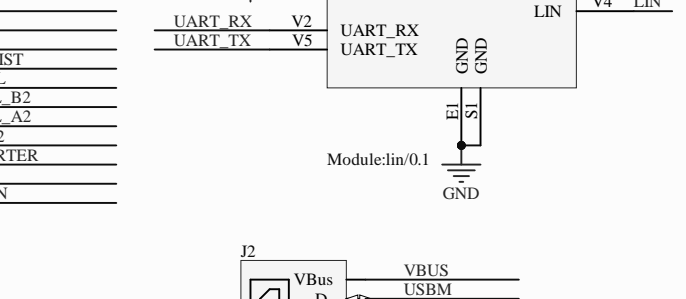 V4 LIN
UART_RX V2
LIN
UART_RX
UART_TX V5
UART_TX
GND
GND
IST
_B2
_A2
E1
S1
RTER
Module:lin/0.1
GND
J2
VBUS
VBus
USBM